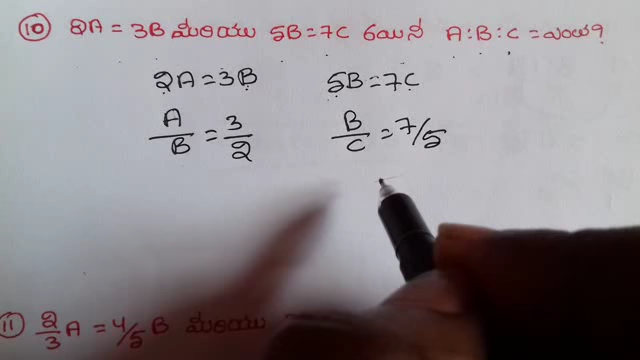 ⑩ 2A = 3B మరియు 5B = 7C అయిన A : B : C = ఎంత?
2A = 3B 5B = 7C
A/B = 3/2 B/C = 7/5
11 2/3 A = 4/5 B మరియు